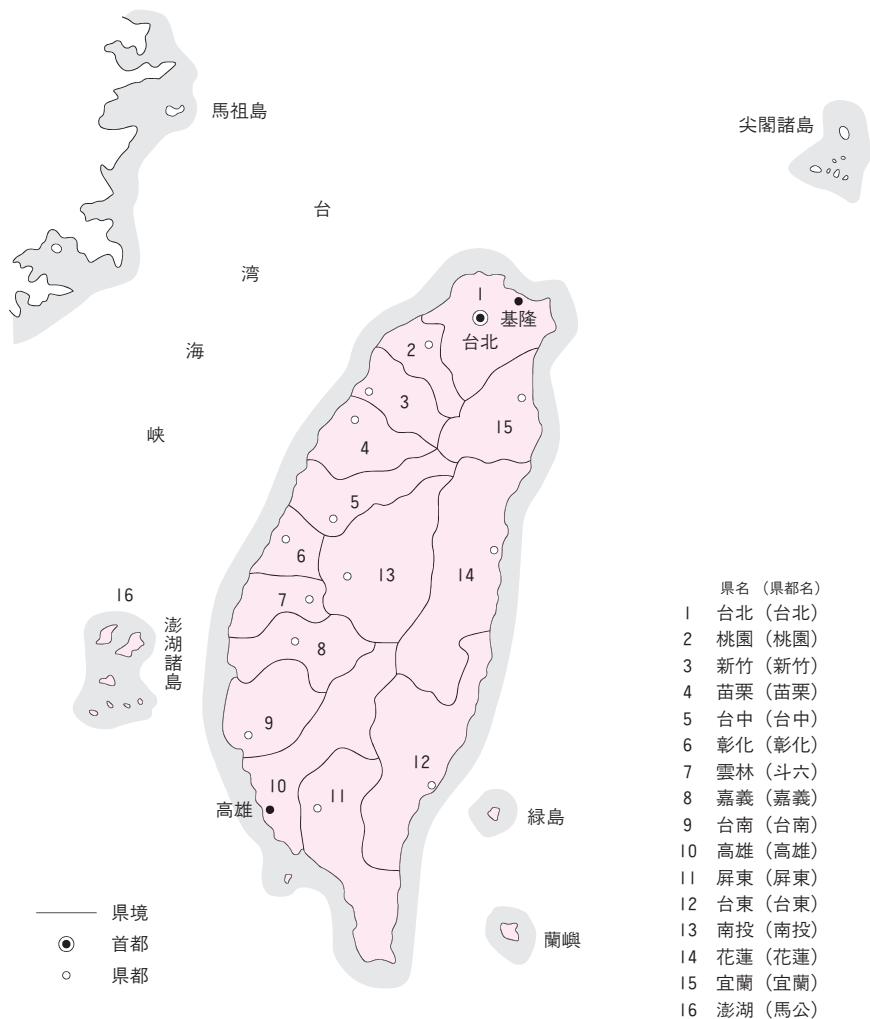 馬祖島
尖閣諸島
台
湾
海
峡
1
基隆
台北
2
3
15
4
5
6
13
14
7
8
16
澎湖諸島
9
12
10
11
高雄
緑島
蘭嶼
県境
首都
県都
県名 （県都名）
1 台北（台北）
2 桃園（桃園）
3 新竹（新竹）
4 苗栗（苗栗）
5 台中（台中）
6 彰化（彰化）
7 雲林（斗六）
8 嘉義（嘉義）
9 台南（台南）
10 高雄（高雄）
11 屏東（屏東）
12 台東（台東）
13 南投（南投）
14 花蓮（花蓮）
15 宜蘭（宜蘭）
16 澎湖（馬公）